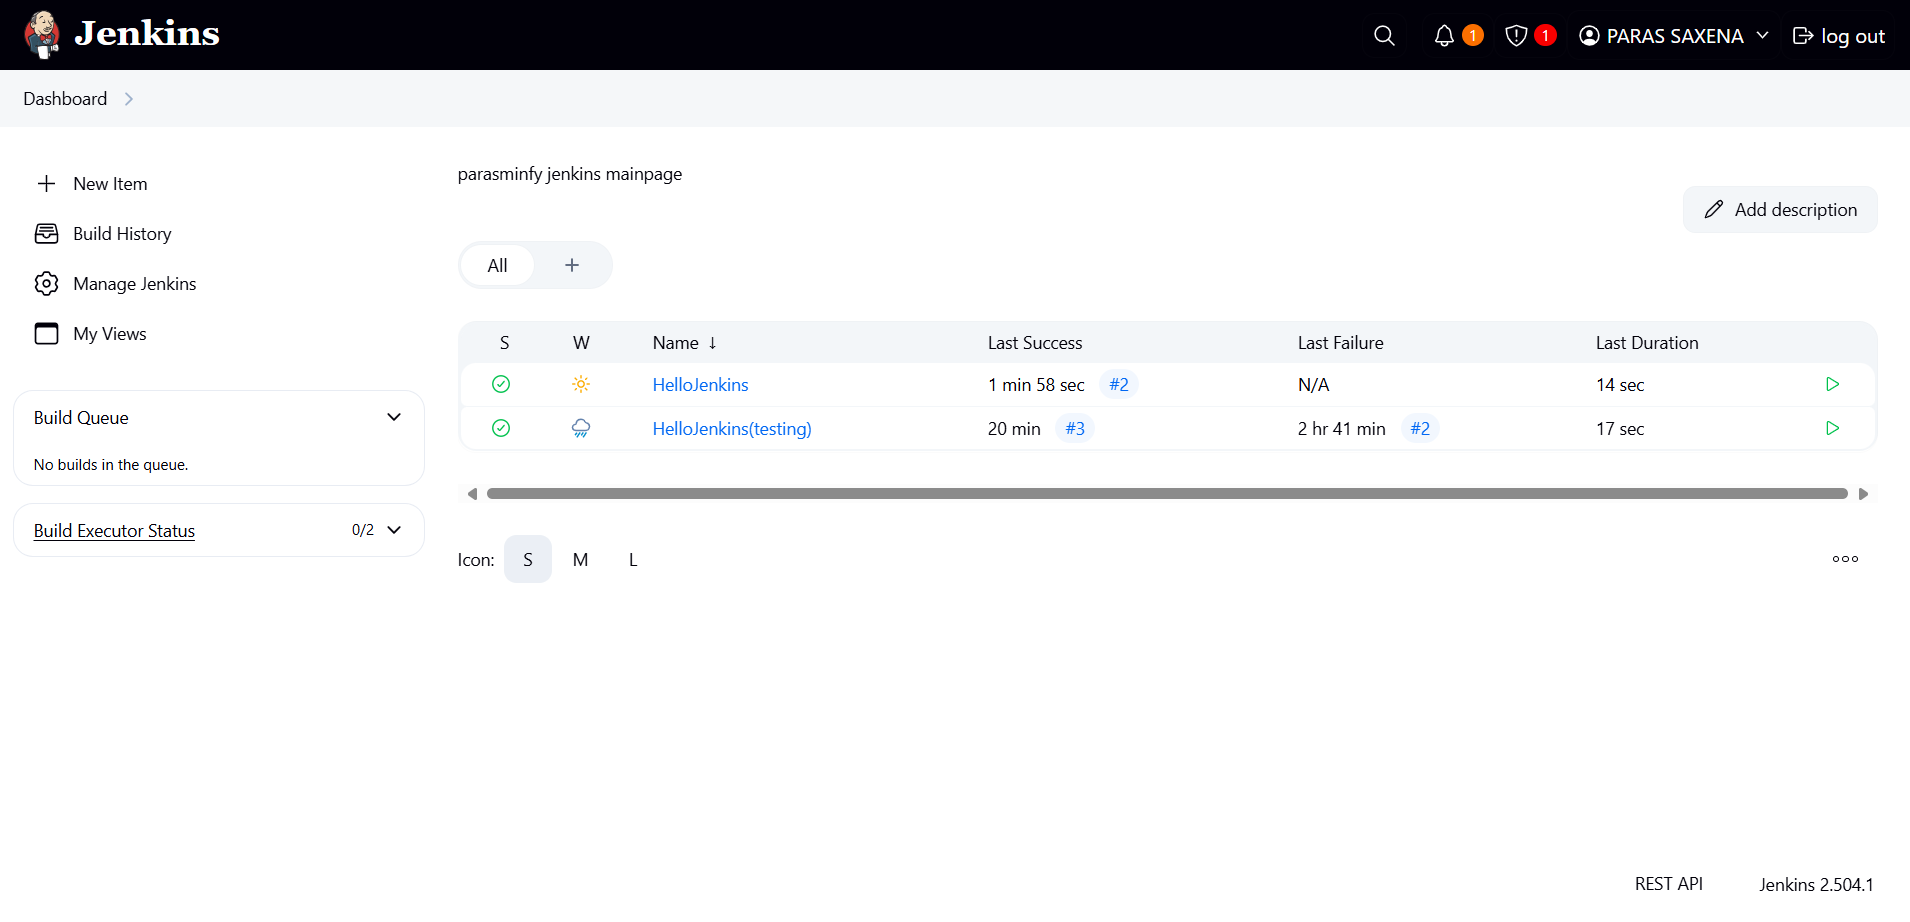 Jenkins
1
1
PARAS SAXENA
log out
Dashboard
New Item
Build History
Manage Jenkins
My Views
Build Queue
No builds in the queue.
Build Executor Status 0/2
parasminfy jenkins mainpage
Add description
All +
S W Name ↓ Last Success Last Failure Last Duration
HelloJenkins 1 min 58 sec #2 N/A 14 sec
HelloJenkins(testing) 20 min #3 2 hr 41 min #2 17 sec
Icon: S M L
REST API Jenkins 2.504.1